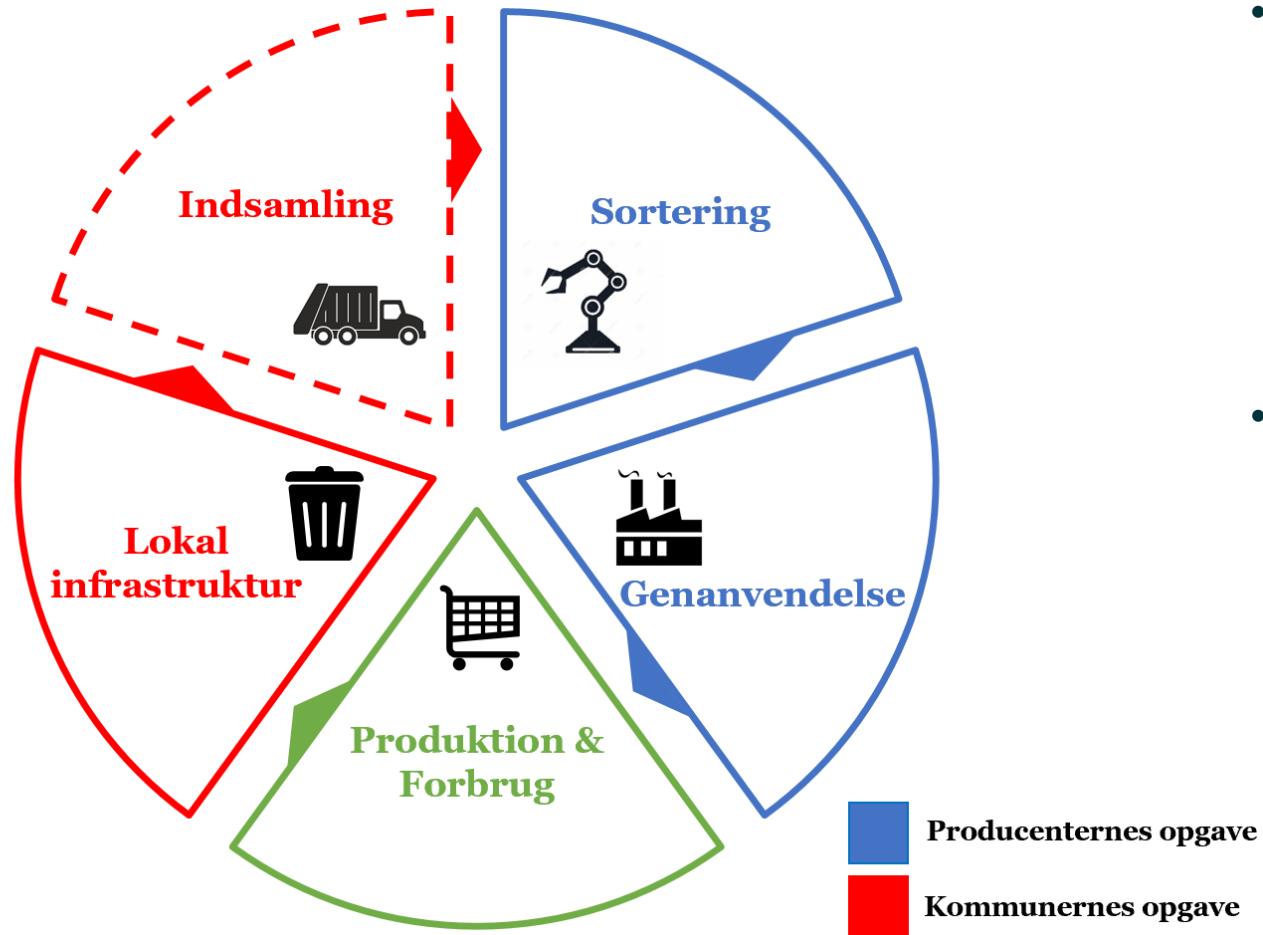 Indsamling
Sortering
Lokal
infrastruktur
Genanvendelse
Produktion &
Forbrug
Producenternes opgave
Kommunernes opgave